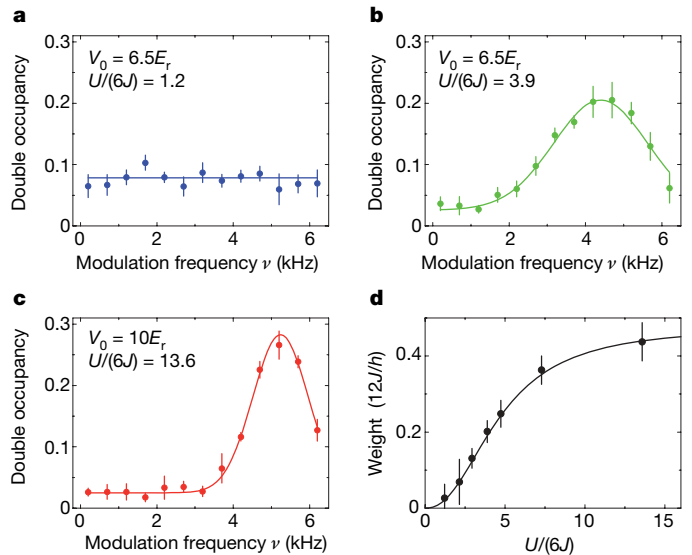 a
V₀ = 6.5Eᵣ
U/(6J) = 1.2
Double occupancy
0.3
0.2
0.1
0
0 2 4 6
Modulation frequency ν (kHz)
b
V₀ = 6.5Eᵣ
U/(6J) = 3.9
Double occupancy
0.3
0.2
0.1
0
0 2 4 6
Modulation frequency ν (kHz)
c
V₀ = 10Eᵣ
U/(6J) = 13.6
Double occupancy
0.3
0.2
0.1
0
0 2 4 6
Modulation frequency ν (kHz)
d
Weight (12J/h)
0.4
0.2
0
0 5 10 15
U/(6J)